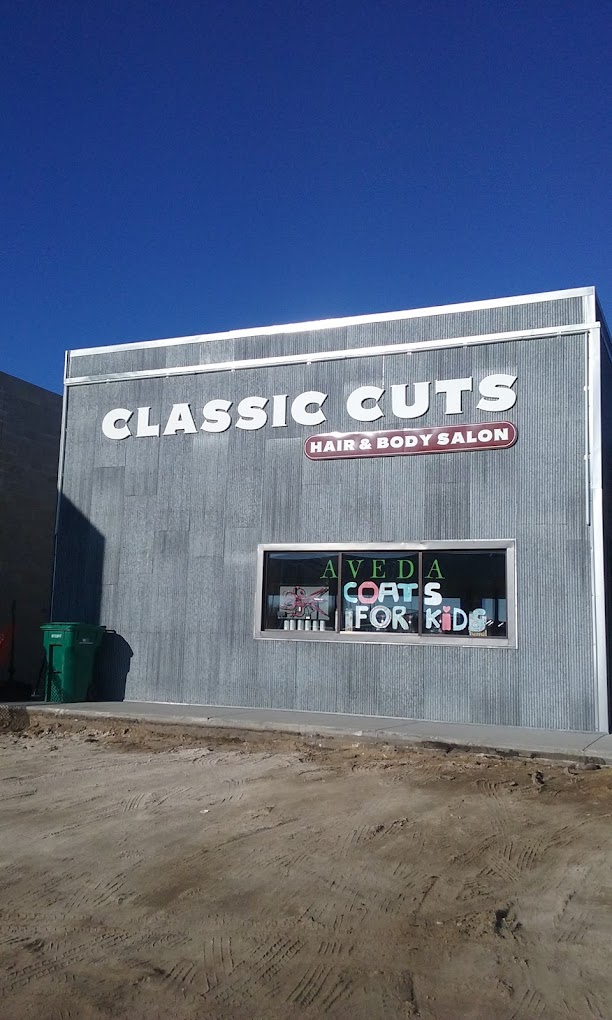 CLASSIC CUTS
HAIR & BODY SALON
AVEDA
COATS
FOR KIDS